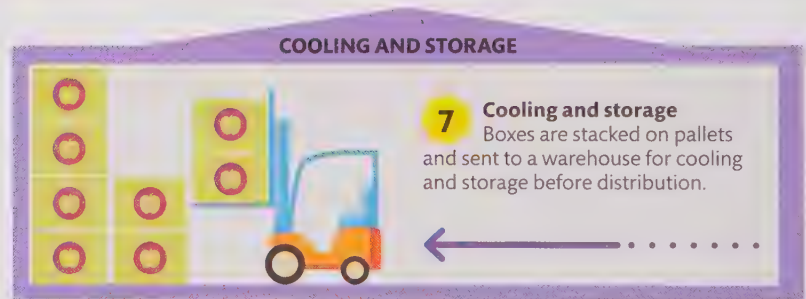 COOLING AND STORAGE
7
Cooling and storage
Boxes are stacked on pallets
and sent to a warehouse for cooling
and storage before distribution.